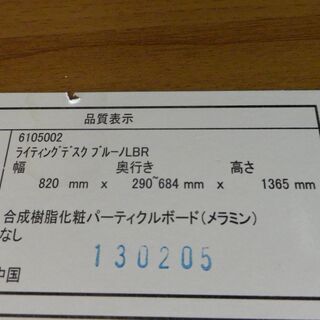 品質表示
6105002
ライティングデスク ブルーノLBR
幅 奥行き 高さ
820 mm x 290~684 mm x 1365 mm
合成樹脂化粧パーティクルボード(メラミン)
なし
130205
中国